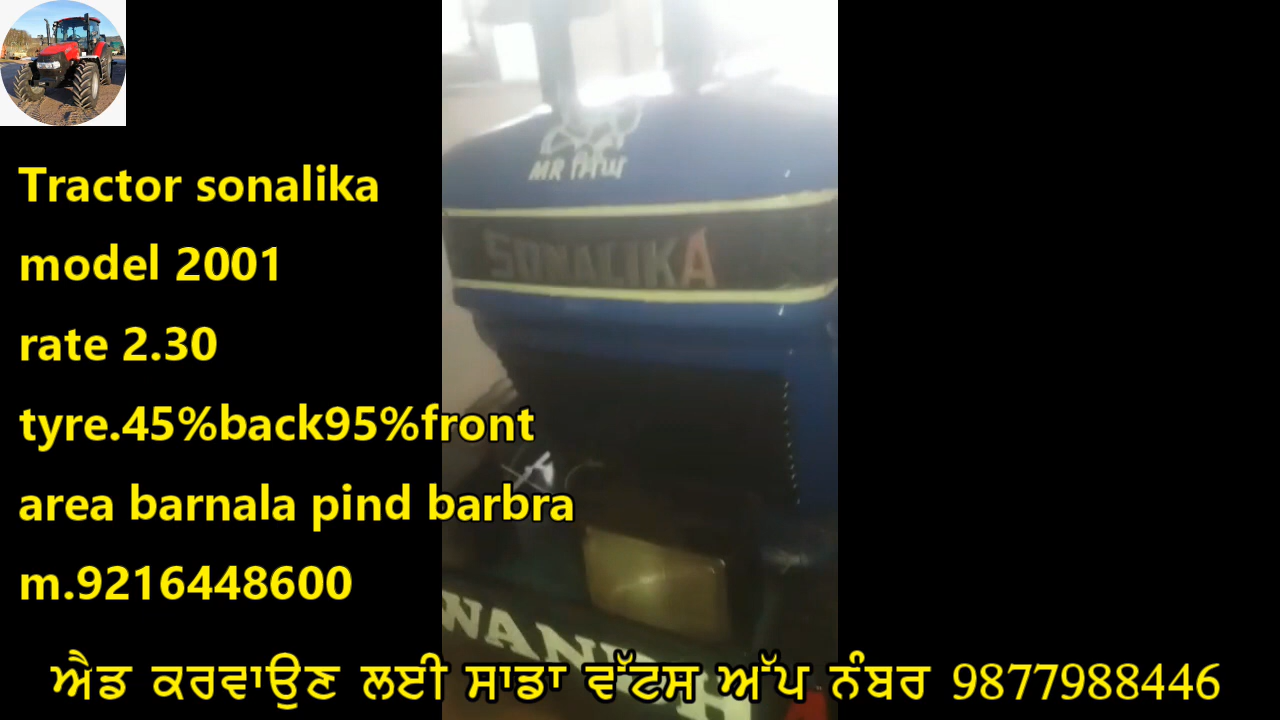 Tractor sonalika
model 2001
rate 2.30
tyre.45%back95%front
area barnala pind barbra
m.9216448600
MR
SONALIKA
ਐਡ ਕਰਵਾਉਣ ਲਈ ਸਾਡਾ ਵੱਟਸ ਅੱਪ ਨੰਬਰ 9877988446